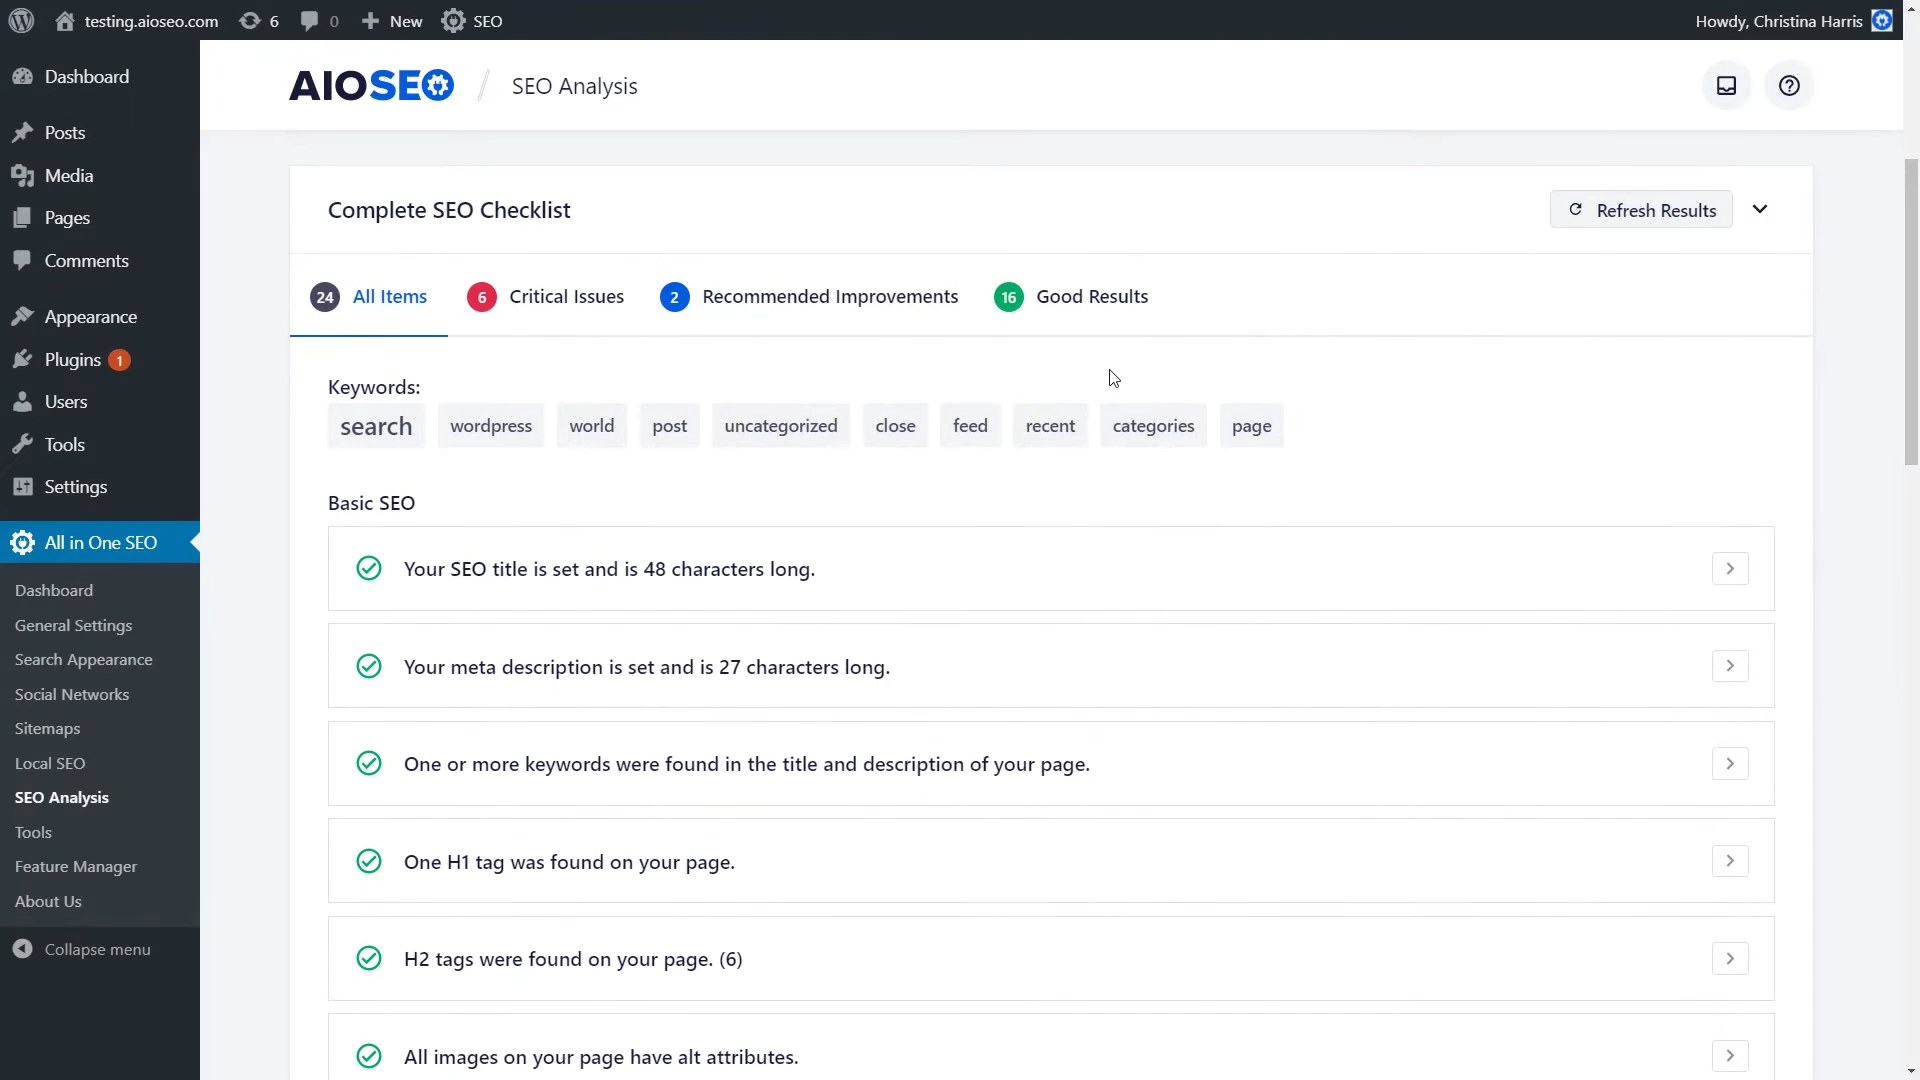 testing.aioseo.com 6 0 New SEO Howdy, Christina Harris
Dashboard
Posts
Media
Pages
Comments
Appearance
Plugins 1
Users
Tools
Settings
All in One SEO
Dashboard
General Settings
Search Appearance
Social Networks
Sitemaps
Local SEO
SEO Analysis
Tools
Feature Manager
About Us
Collapse menu
AIOSEO / SEO Analysis
Complete SEO Checklist Refresh Results
24 All Items 6 Critical Issues 2 Recommended Improvements 16 Good Results
Keywords:
search wordpress world post uncategorized close feed recent categories page
Basic SEO
Your SEO title is set and is 48 characters long.
Your meta description is set and is 27 characters long.
One or more keywords were found in the title and description of your page.
One H1 tag was found on your page.
H2 tags were found on your page. (6)
All images on your page have alt attributes.